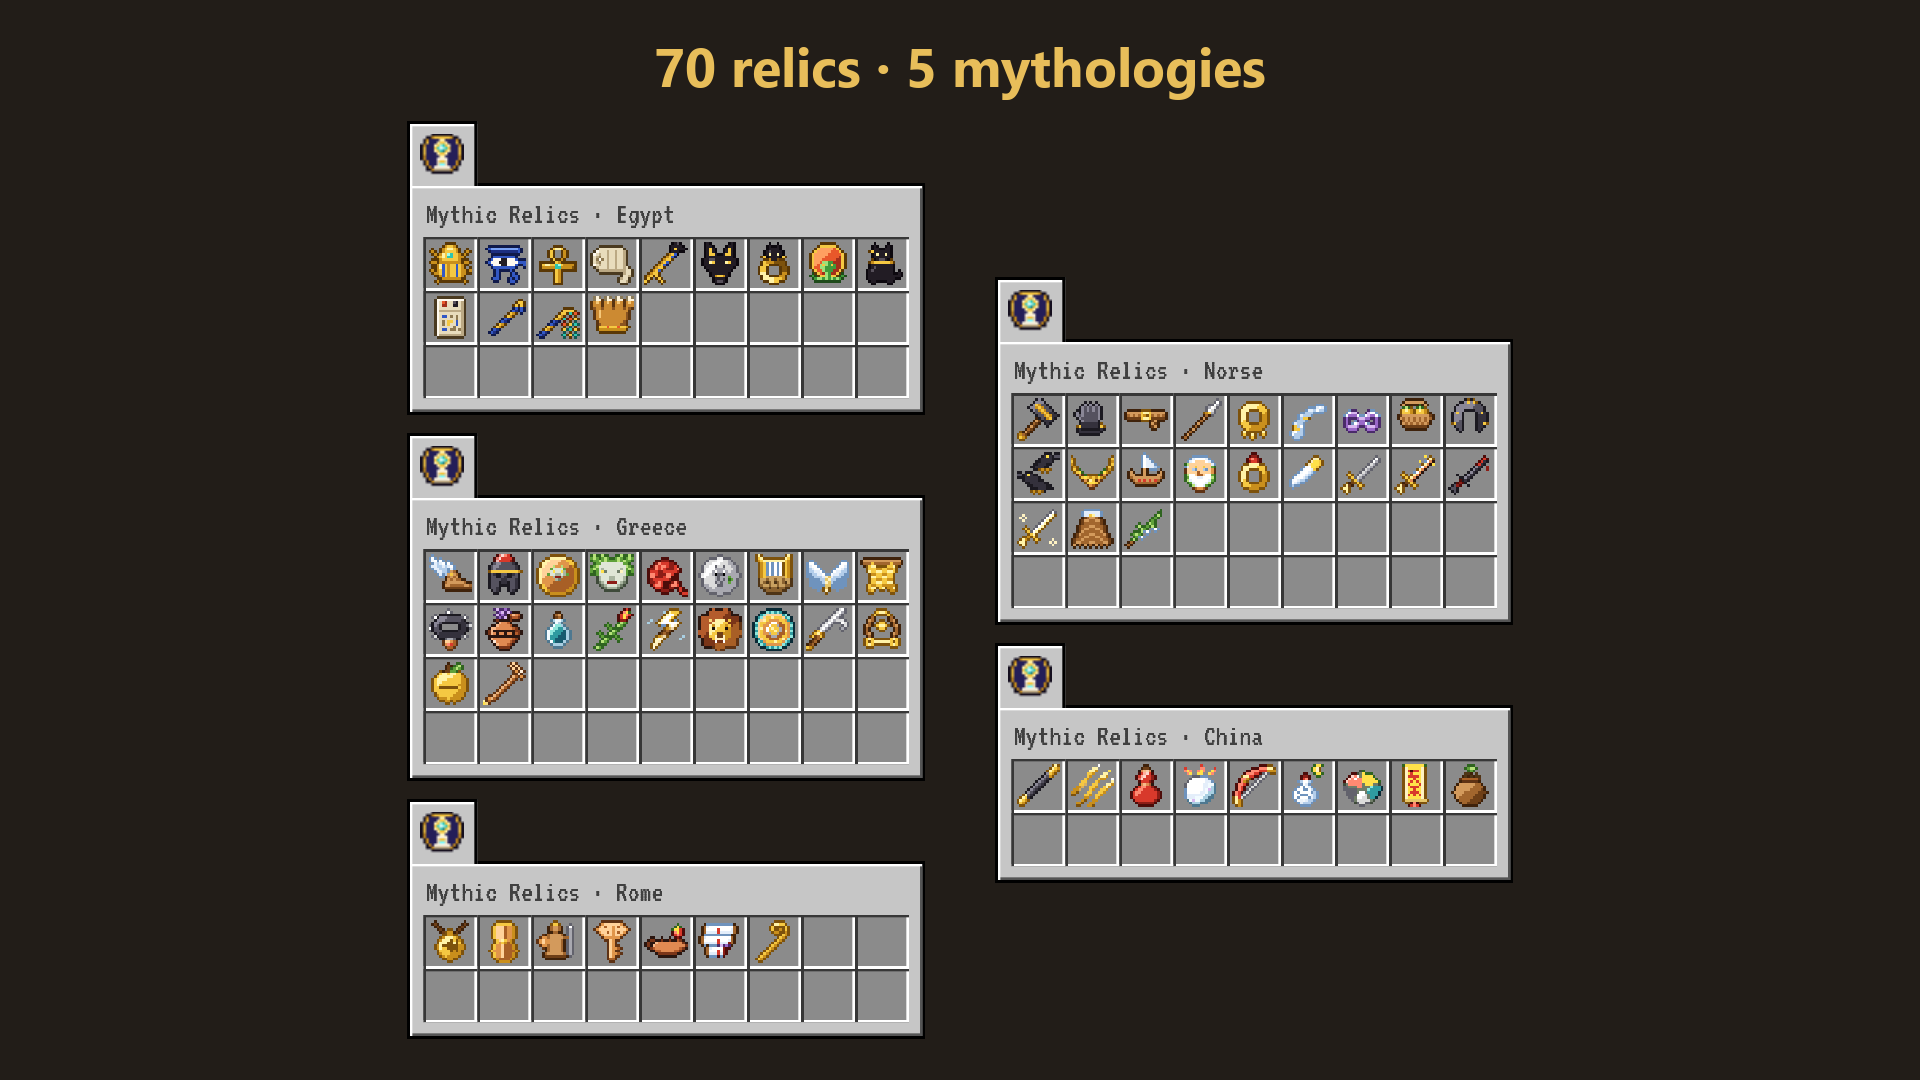 70 relics · 5 mythologies
Mythic Relics · Egypt
Mythic Relics · Greece
Mythic Relics · Rome
Mythic Relics · Norse
Mythic Relics · China